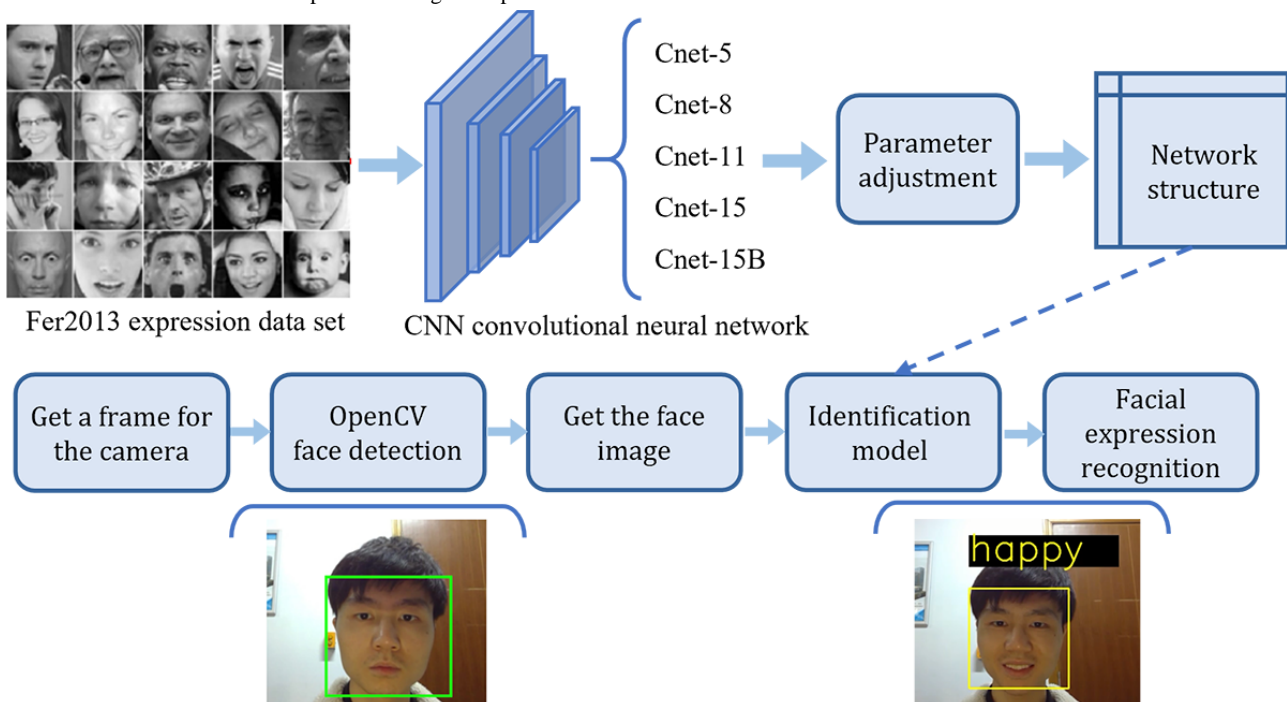 Cnet-5
Cnet-8
Cnet-11
Cnet-15
Cnet-15B
Parameter
adjustment
Network
structure
Fer2013 expression data set
CNN convolutional neural network
Get a frame for
the camera
OpenCV
face detection
Get the face
image
Identification
model
Facial
expression
recognition
happy